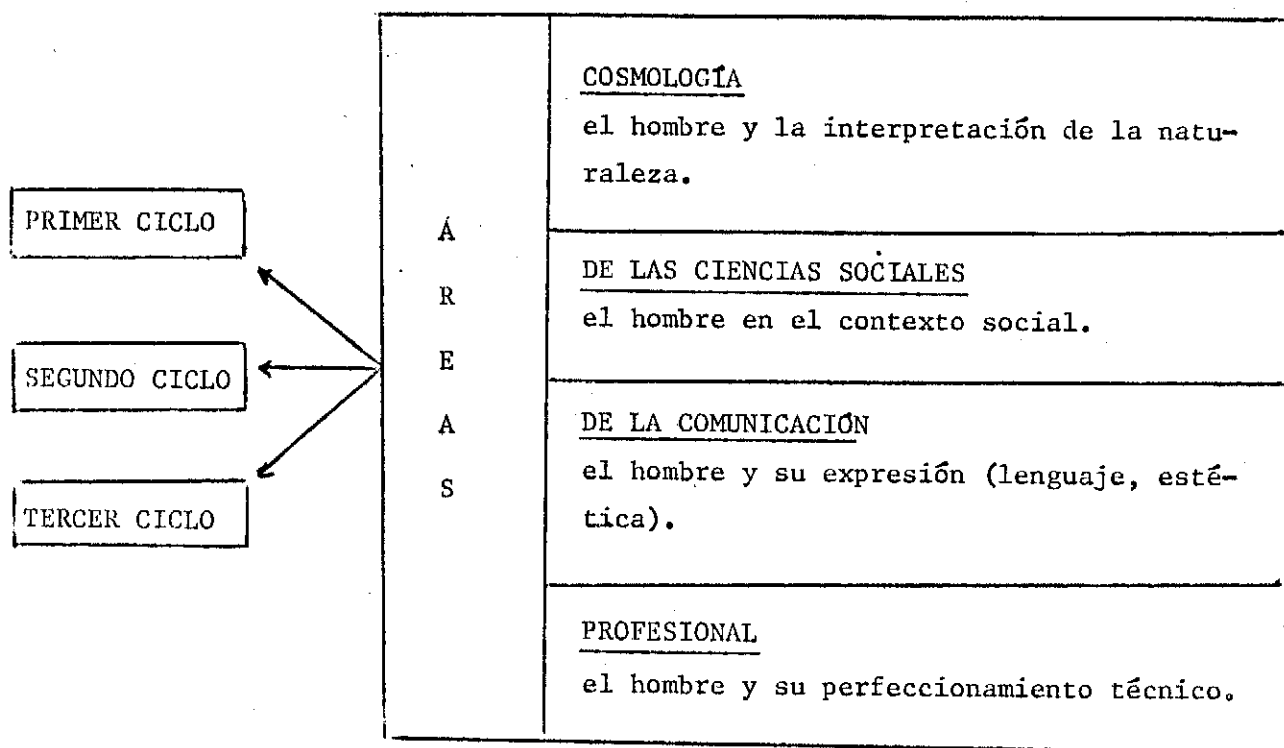 PRIMER CICLO
SEGUNDO CICLO
TERCER CICLO
Á
R
E
A
S
COSMOLOGÍA
el hombre y la interpretación de la natu-
raleza.
DE LAS CIENCIAS SOCIALES
el hombre en el contexto social.
DE LA COMUNICACIÓN
el hombre y su expresión (lenguaje, esté-
tica).
PROFESIONAL
el hombre y su perfeccionamiento técnico.